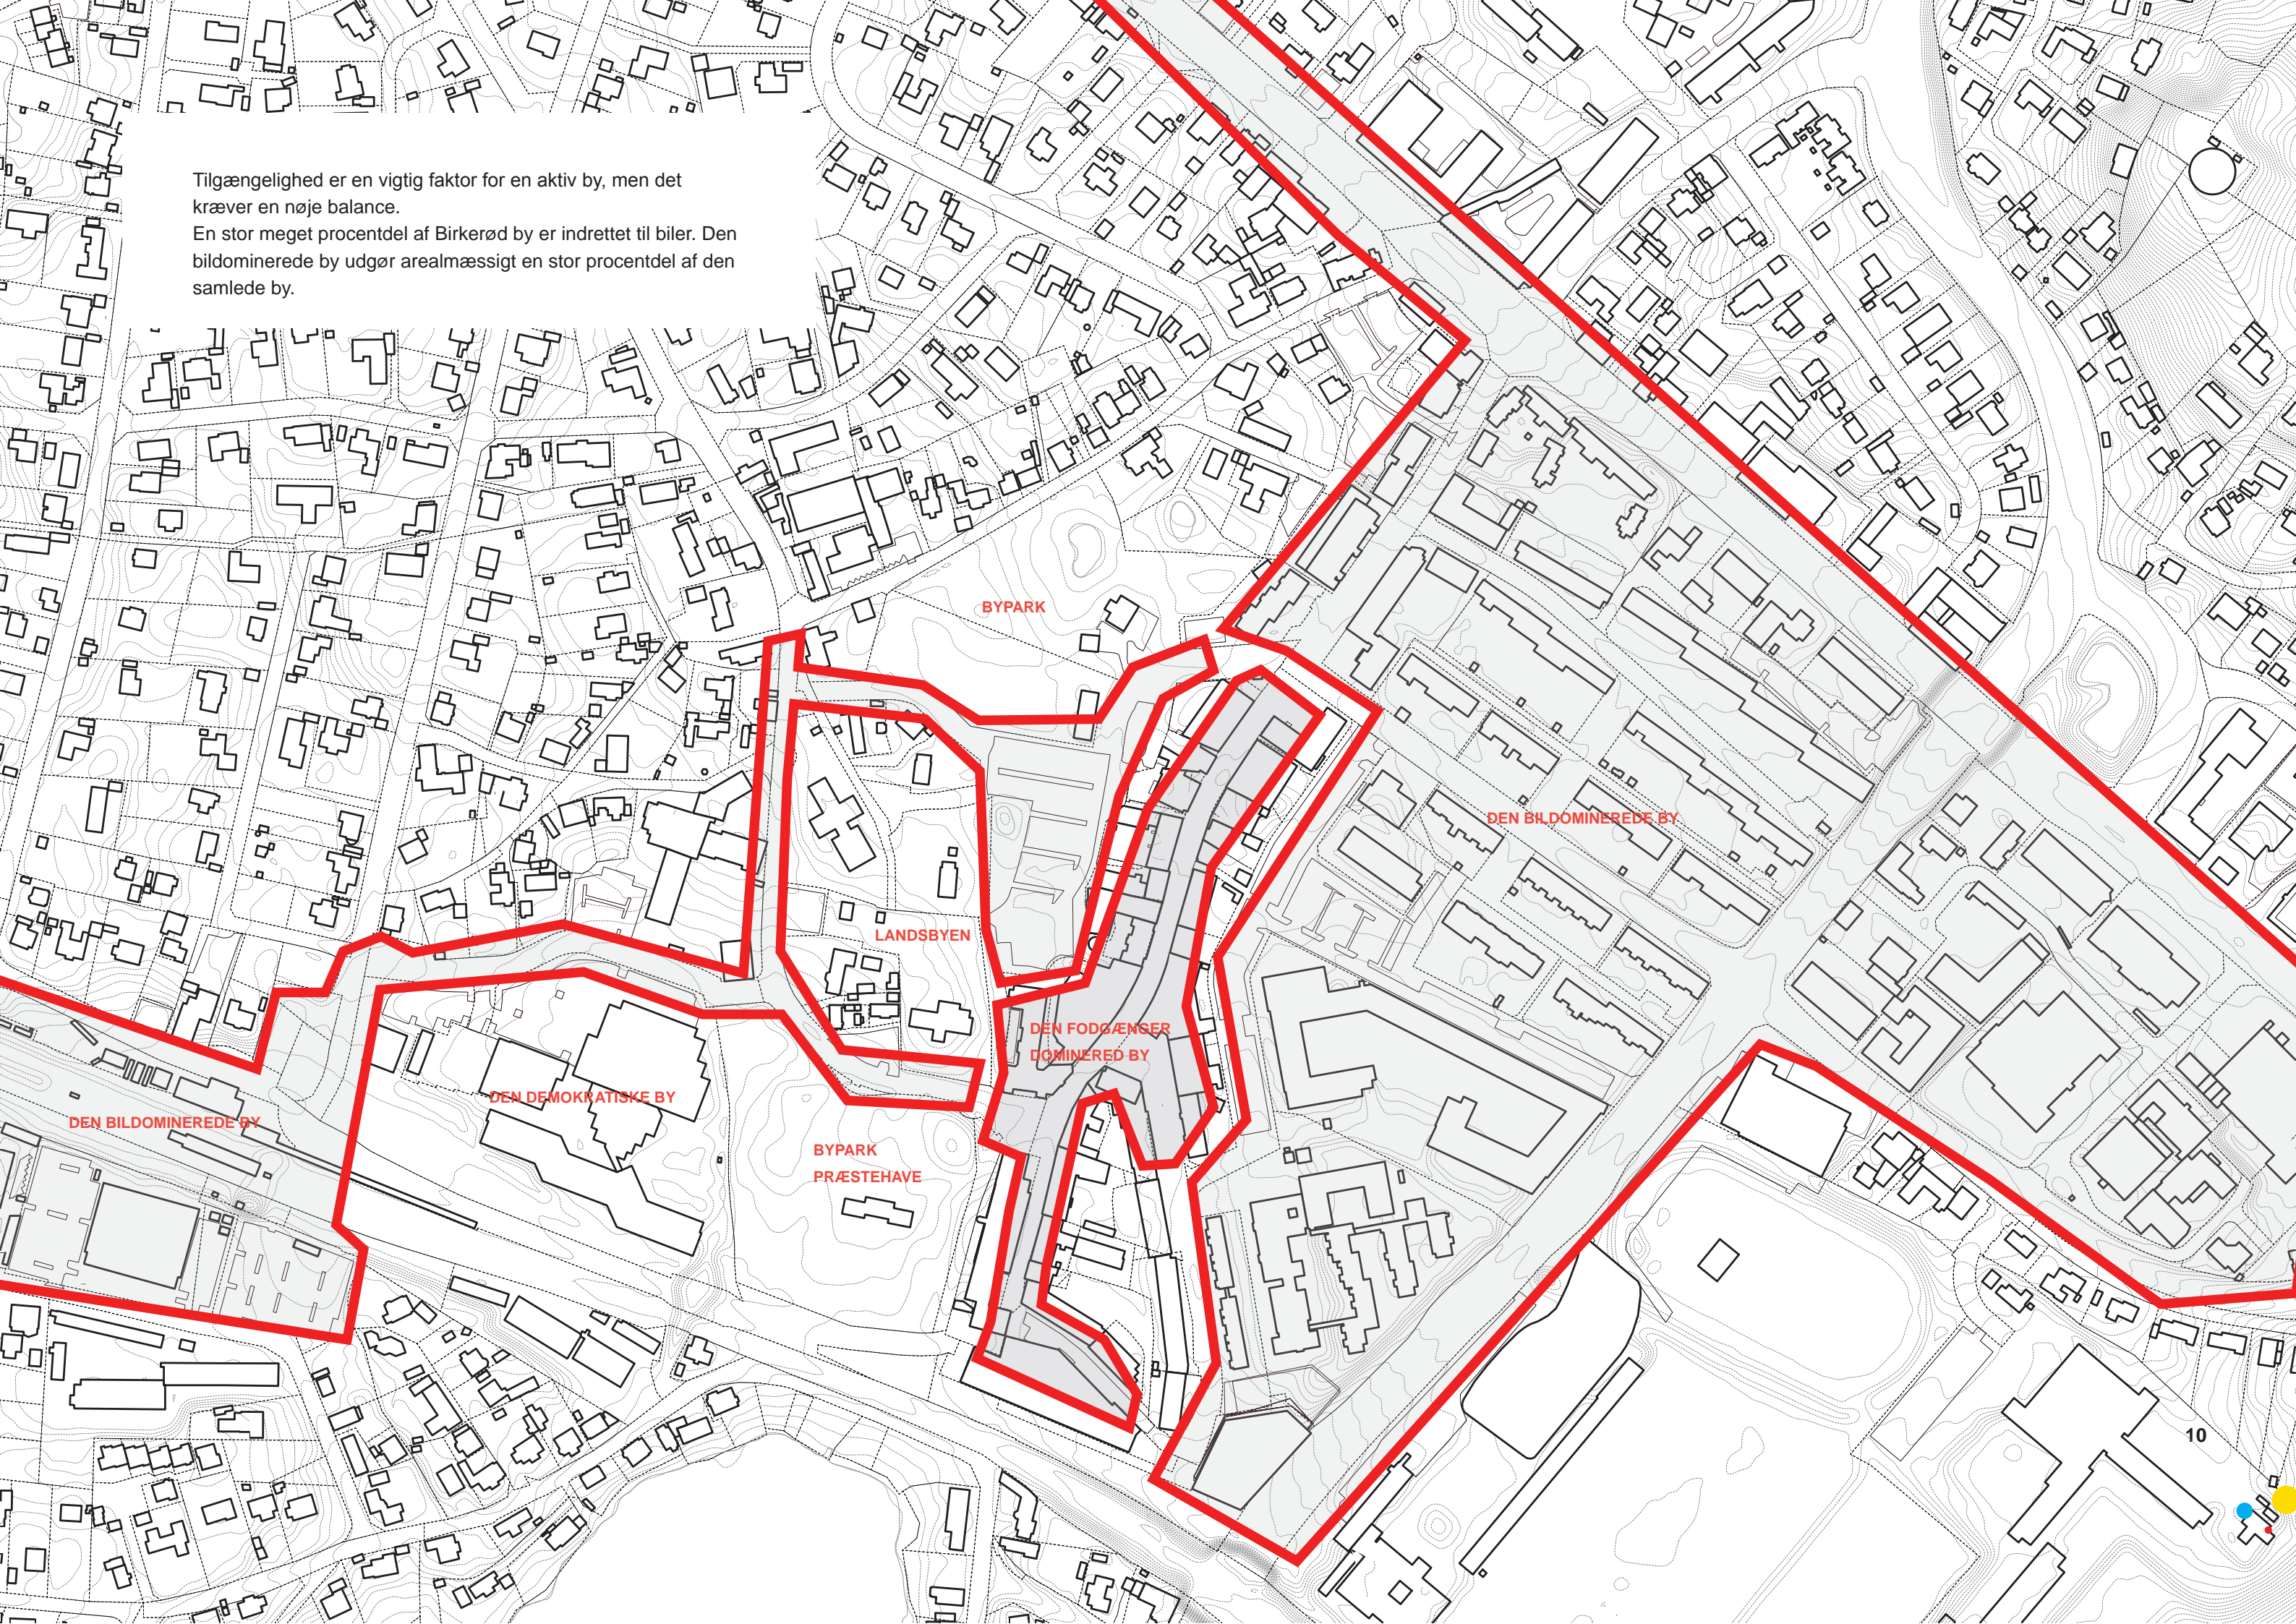 Tilgængelighed er en vigtig faktor for en aktiv by, men det
kræver en nøje balance.
En stor meget procentdel af Birkerød by er indrettet til biler. Den
bildominerede by udgør arealmæssigt en stor procentdel af den
samlede by.
BYPARK
DEN BILDOMINEREDE BY
LANDSBYEN
DEN FODGÆNGER
DOMINERED BY
DEN DEMOKRATISKE BY
DEN BILDOMINEREDE BY
BYPARK
PRÆSTEHAVE
10